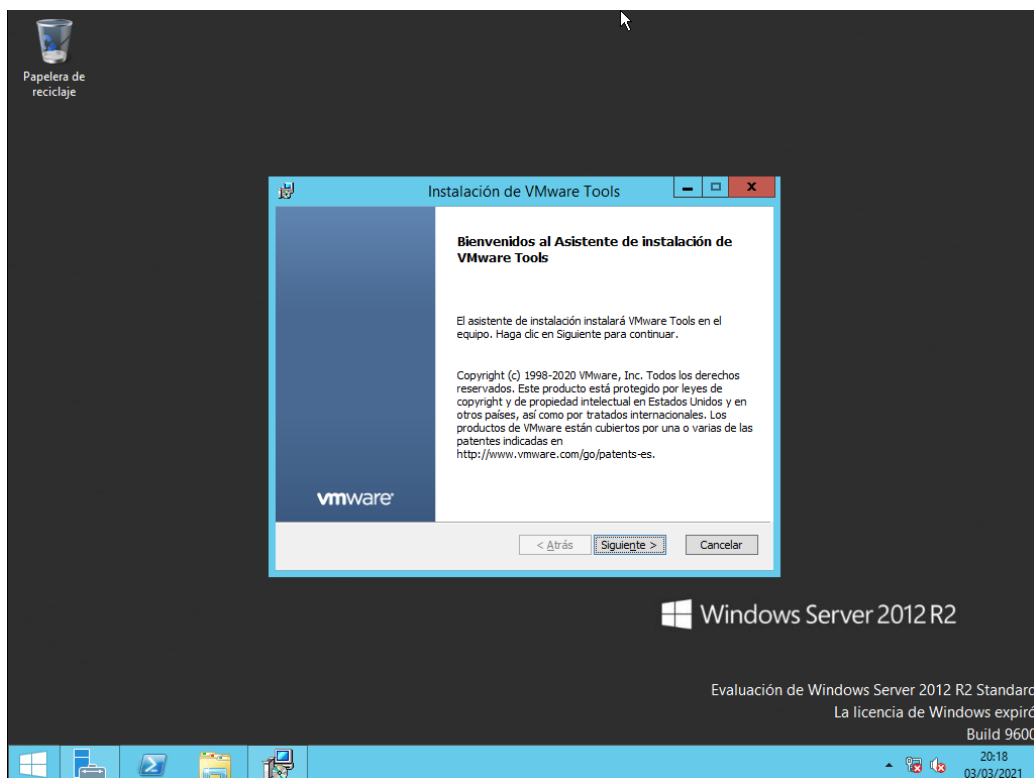 Papelera de
reciclaje
Instalación de VMware Tools
Bienvenidos al Asistente de instalación de
VMware Tools
El asistente de instalación instalará VMware Tools en el
equipo. Haga clic en Siguiente para continuar.
Copyright (c) 1998-2020 VMware, Inc. Todos los derechos
reservados. Este producto está protegido por leyes de
copyright y de propiedad intelectual en Estados Unidos y en
otros países, así como por tratados internacionales. Los
productos de VMware están cubiertos por una o varias de las
patentes indicadas en
http://www.vmware.com/go/patents-es.
vmware
< Atrás
Siguiente >
Cancelar
Windows Server 2012 R2
Evaluación de Windows Server 2012 R2 Standard
La licencia de Windows expiró
Build 9600
20:18
03/03/2021